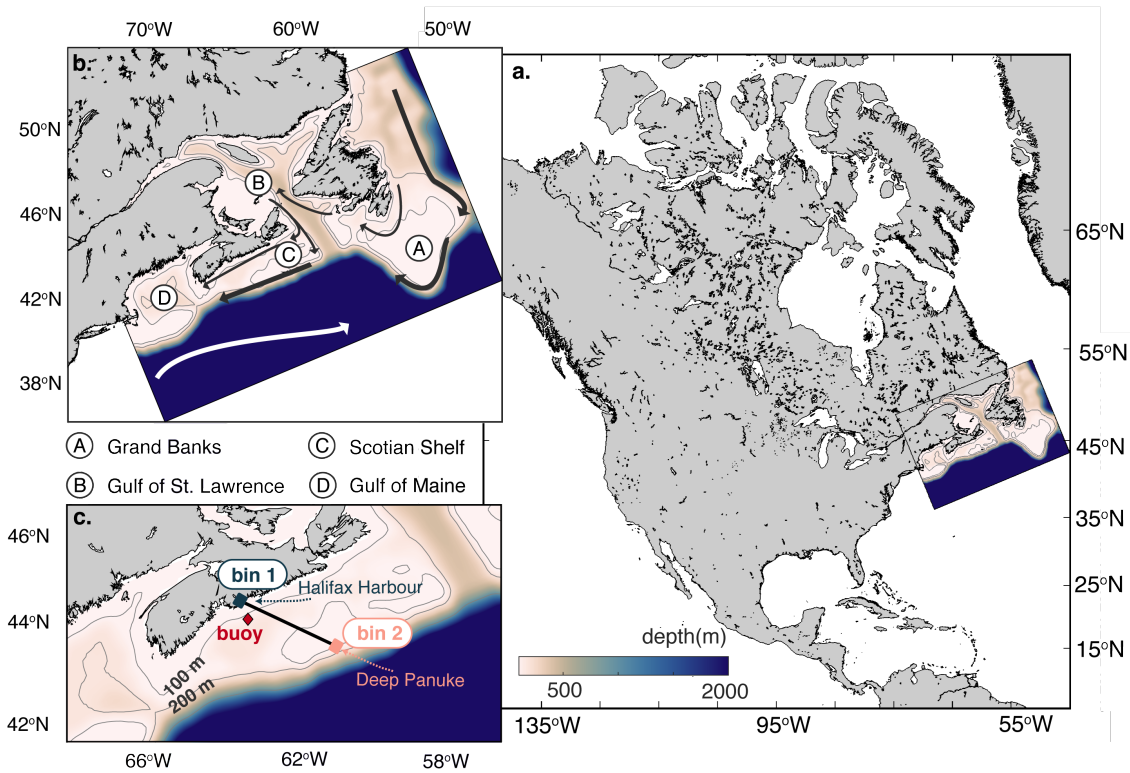 70°W 60°W 50°W
b.
a.
50°N
46°N
42°N
38°N
B
A
C
D
65°N
55°N
45°N
35°N
25°N
15°N
A Grand Banks
C Scotian Shelf
B Gulf of St. Lawrence
D Gulf of Maine
c.
46°N
44°N
42°N
bin 1
Halifax Harbour
buoy
bin 2
Deep Panuke
100 m
200 m
66°W 62°W 58°W
depth(m)
500 2000
135°W 95°W 55°W